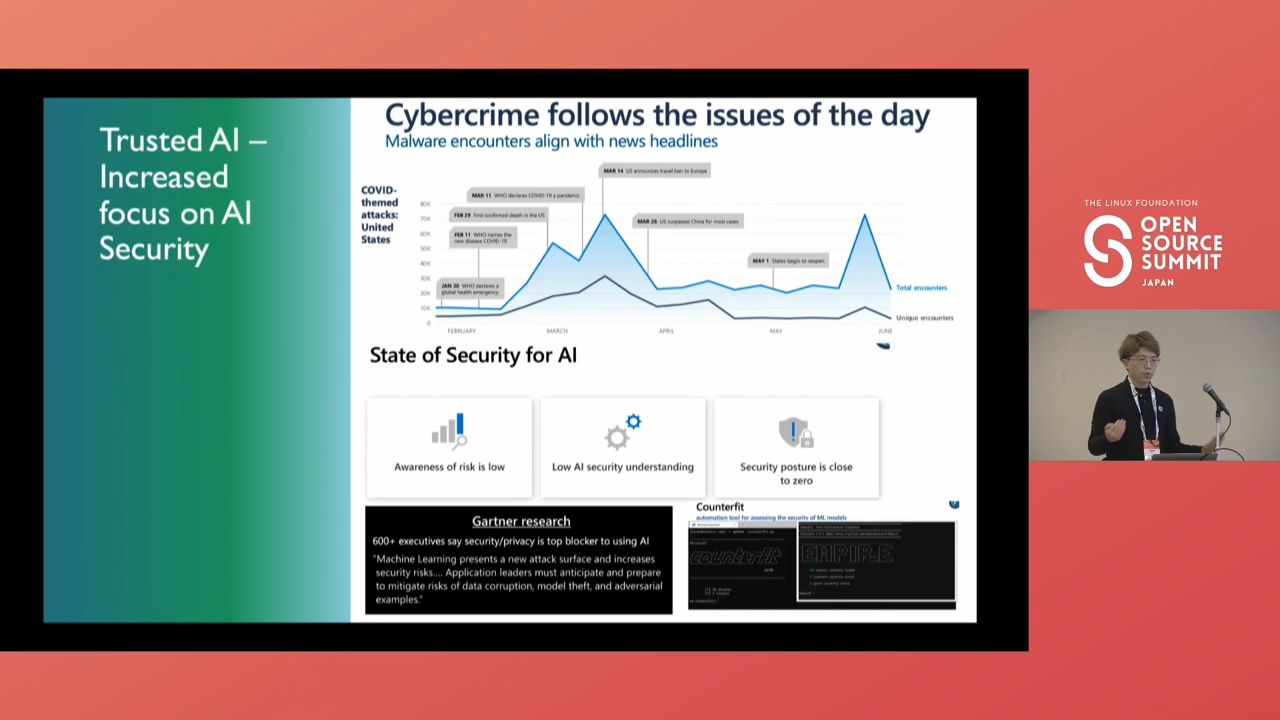 Trusted AI –
Increased
focus on AI
Security
Cybercrime follows the issues of the day
Malware encounters align with news headlines
COVID-
themed
attacks:
United
States
MAR 14 US announces travel ban to Europe
MAR 11 WHO declares COVID-19 a pandemic
FEB 29 First confirmed death in the US
MAR 26 US surpasses China for most cases
FEB 11 WHO names the
new disease COVID-19
MAY 1 States begin to reopen
JAN 30 WHO declares a
global health emergency
80K
70K
60K
50K
40K
30K
20K
10K
0
Total encounters
Unique encounters
FEBRUARY
MARCH
APRIL
MAY
JUNE
State of Security for AI
Awareness of risk is low
Low AI security understanding
Security posture is close
to zero
Gartner research
600+ executives say security/privacy is top blocker to using AI
"Machine Learning presents a new attack surface and increases
security risks.... Application leaders must anticipate and prepare
to mitigate risks of data corruption, model theft, and adversarial
examples."
Counterfit
automation tool for assessing the security of ML models
counterfit
EMPIRE
THE LINUX FOUNDATION
OPEN
SOURCE
SUMMIT
JAPAN